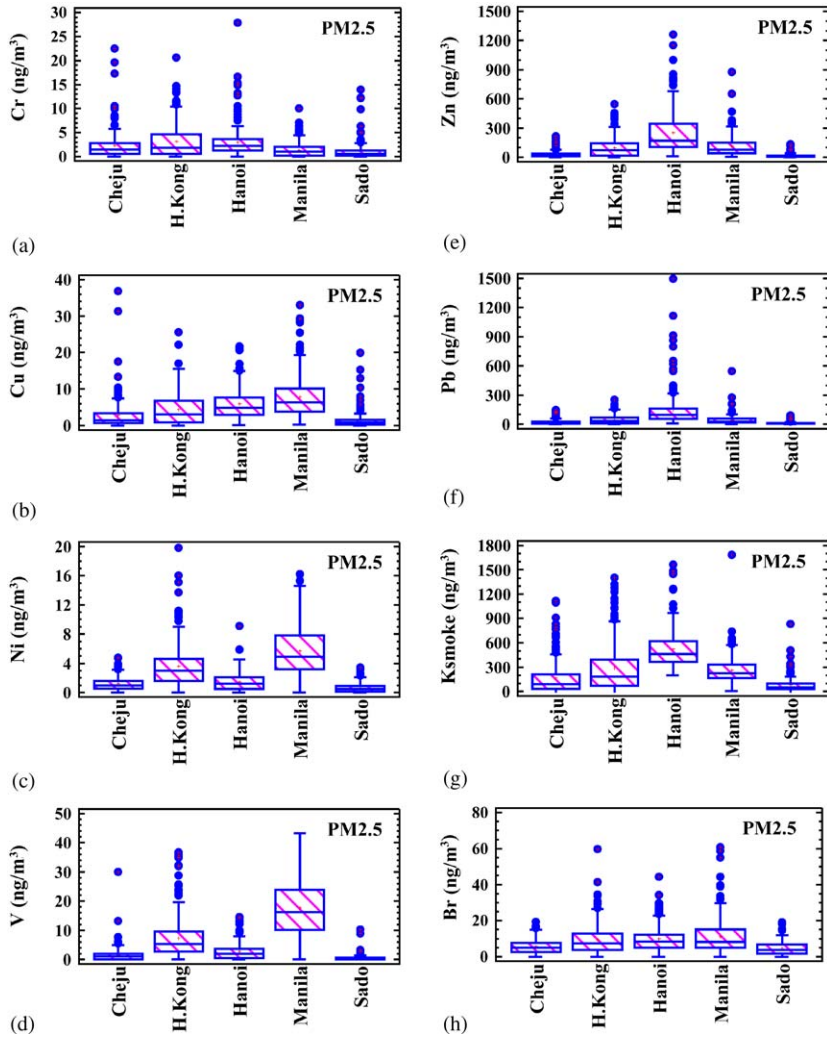 PM2.5
Cr (ng/m³)
30
25
20
15
10
5
0
Cheju
H.Kong
Hanoi
Manila
Sado
(a)
PM2.5
Cu (ng/m³)
40
30
20
10
0
Cheju
H.Kong
Hanoi
Manila
Sado
(b)
PM2.5
Ni (ng/m³)
20
16
12
8
4
0
Cheju
H.Kong
Hanoi
Manila
Sado
(c)
PM2.5
V (ng/m³)
50
40
30
20
10
0
Cheju
H.Kong
Hanoi
Manila
Sado
(d)
PM2.5
Zn (ng/m³)
1500
1200
900
600
300
0
Cheju
H.Kong
Hanoi
Manila
Sado
(e)
PM2.5
Pb (ng/m³)
1500
1200
900
600
300
0
Cheju
H.Kong
Hanoi
Manila
Sado
(f)
PM2.5
Ksmoke (ng/m³)
1800
1500
1200
900
600
300
0
Cheju
H.Kong
Hanoi
Manila
Sado
(g)
PM2.5
Br (ng/m³)
80
60
40
20
0
Cheju
H.Kong
Hanoi
Manila
Sado
(h)